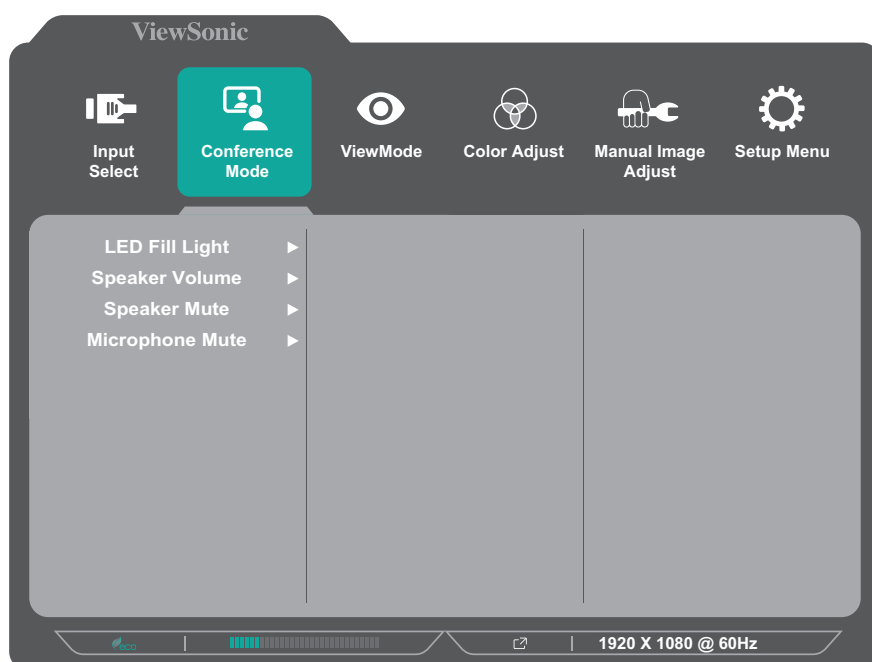 ViewSonic
Input
Select
Conference
Mode
ViewMode
Color Adjust
Manual Image
Adjust
Setup Menu
LED Fill Light
Speaker Volume
Speaker Mute
Microphone Mute
eco
1920 X 1080 @ 60Hz